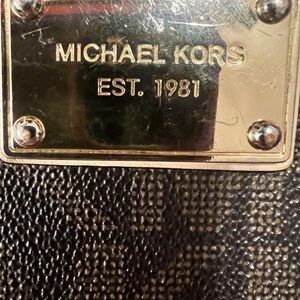 MICHAEL KORS
EST. 1981